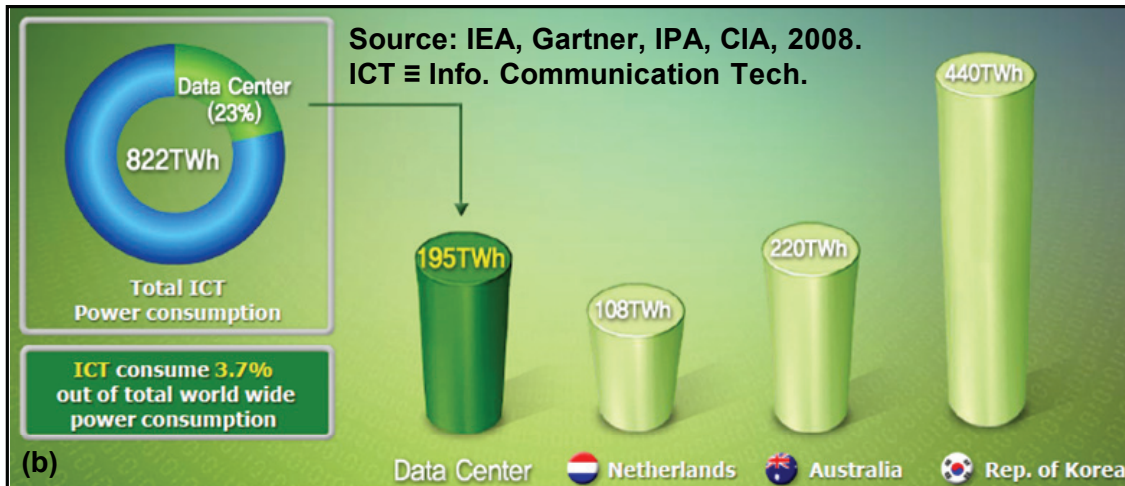 Source: IEA, Gartner, IPA, CIA, 2008.
ICT ≡ Info. Communication Tech.
Data Center
(23%)
822TWh
Total ICT
Power consumption
ICT consume 3.7%
out of total world wide
power consumption
195TWh
108TWh
220TWh
440TWh
(b)
Data Center
Netherlands
Australia
Rep. of Korea